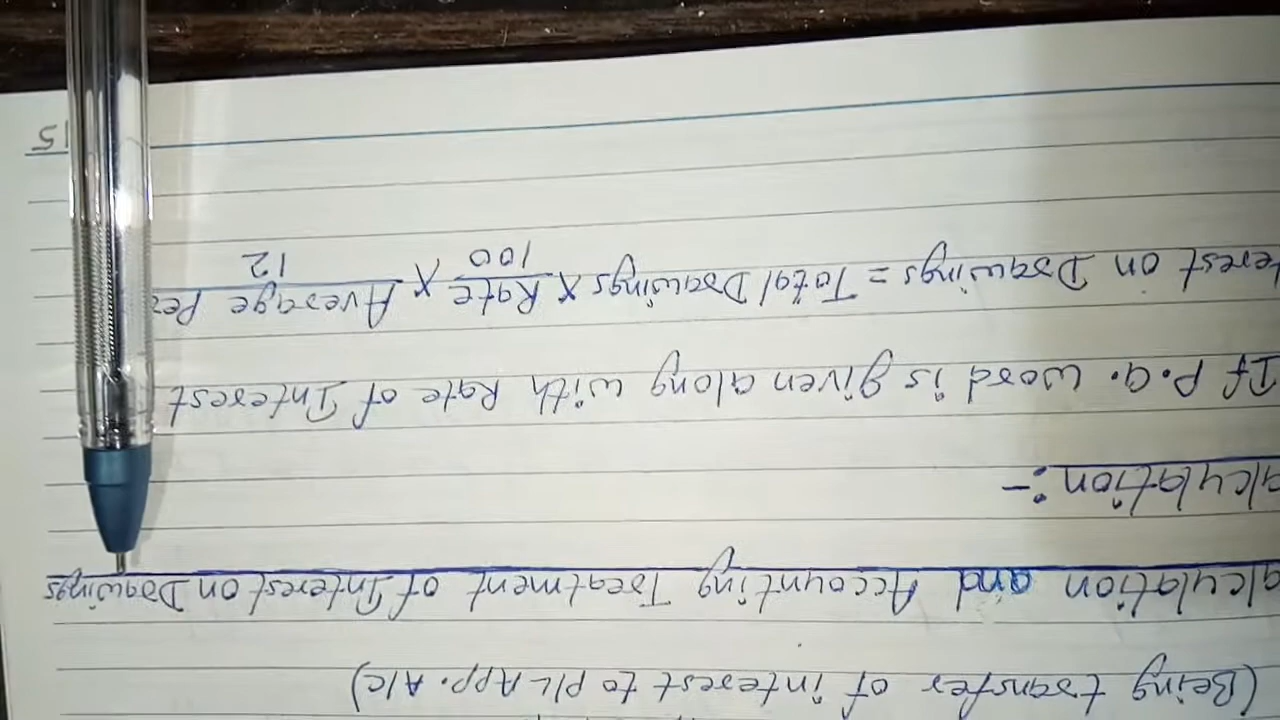 (Being transfer of interest to P/L App. A/c)
alculation and Accounting Treatment of Interest on Drawings
alculation :-
If P.a. word is given along with Rate of Interest
terest on Drawings = Total Drawings x Rate/100 x Average Per/12
15